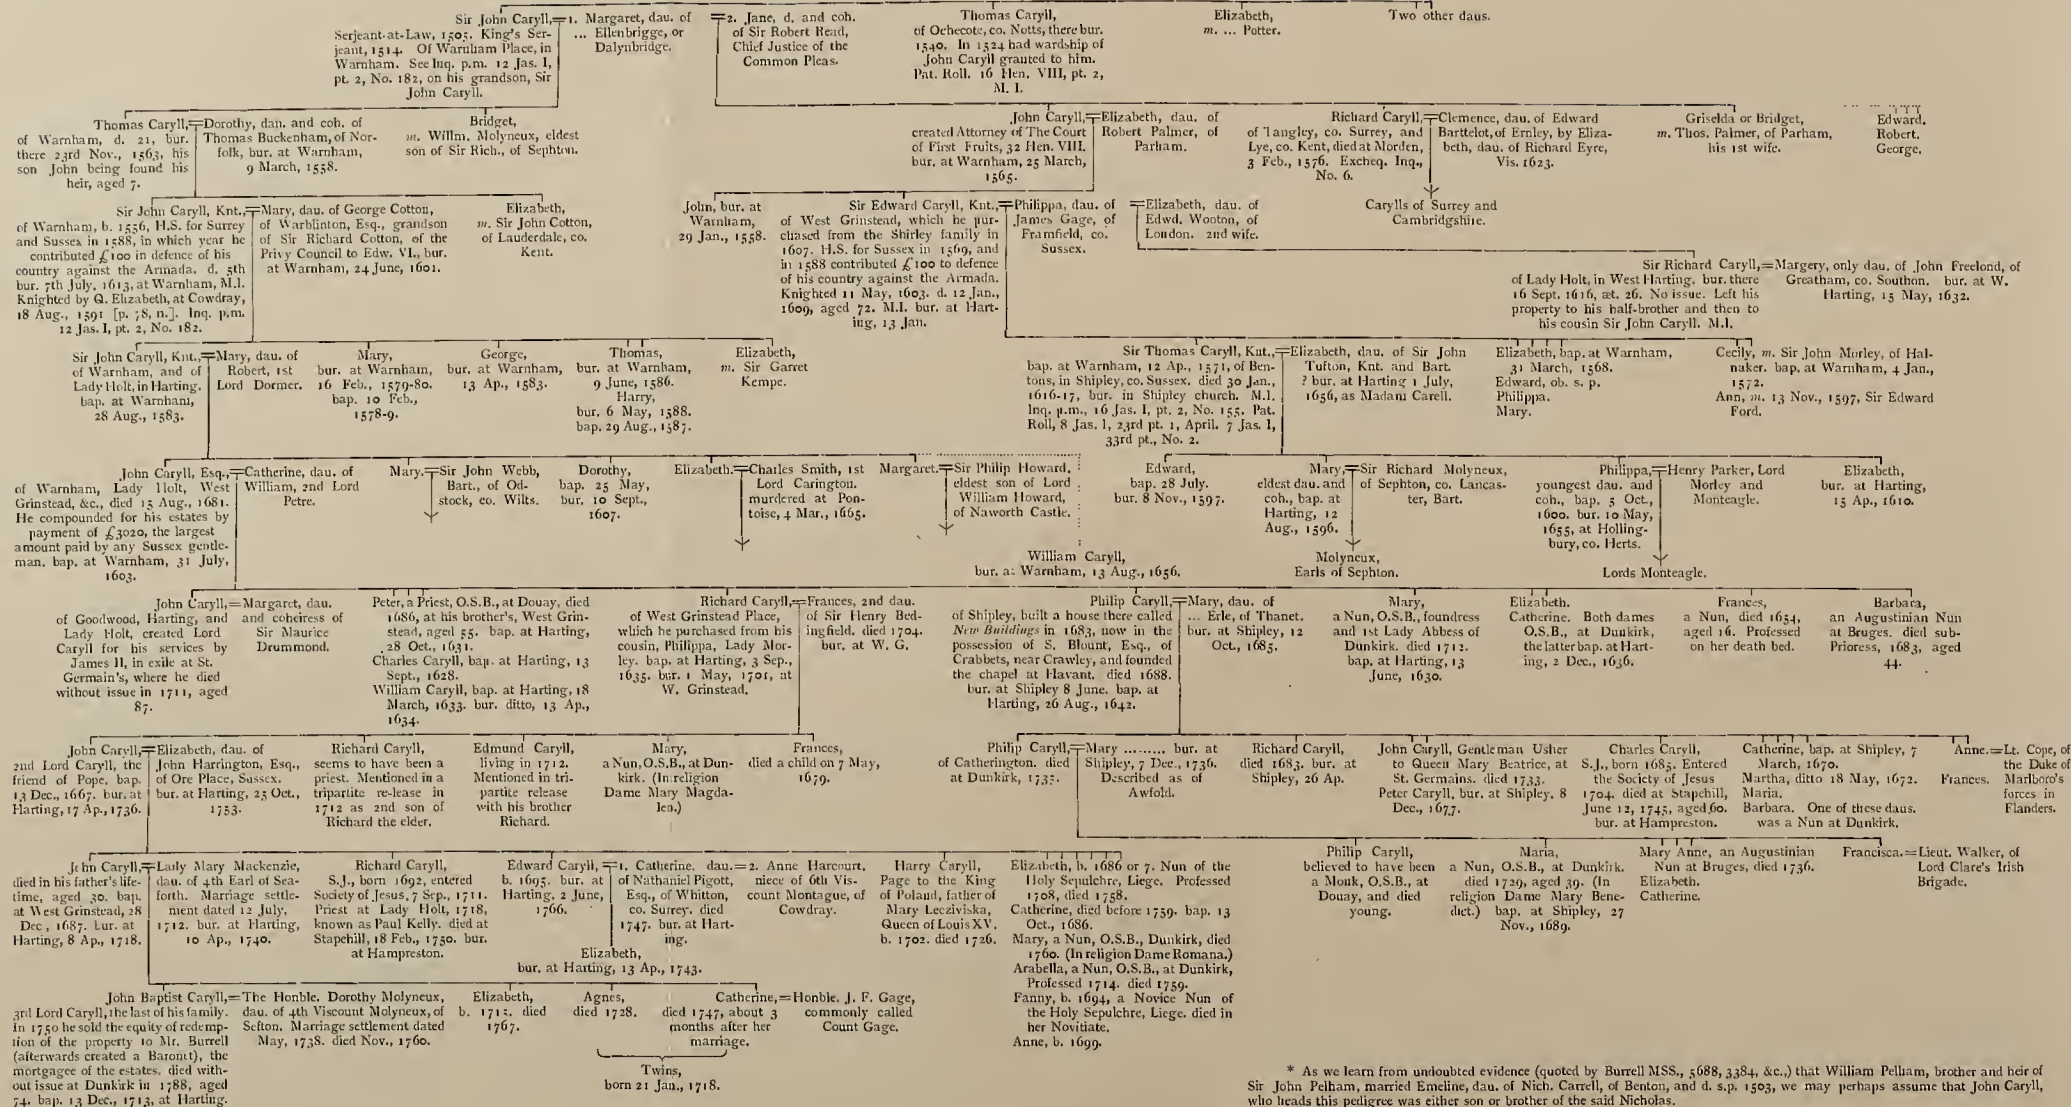 Sir John Caryll,
Serjeant-at-Law, 1505. King's Ser-
jeant, 1514. Of Warnham Place, in
Warnham. See Inq. p.m. 12 Jas. I,
pt. 2, No. 182, on his grandson, Sir
John Caryll.
1. Margaret, dau. of
... Ellenbrigge, or
Dalynbridge.
2. Jane, d. and coh.
of Sir Robert Read,
Chief Justice of the
Common Pleas.
Thomas Caryll,
of Ochecote, co. Notts, there bur.
1540. In 1524 had wardship of
John Caryll granted to him.
Pat. Roll. 16 Hen. VIII, pt. 2,
M. I.
Elizabeth,
m. ... Potter.
Two other daus.
Thomas Caryll,
of Warnham, d. 21, bur.
there 23rd Nov., 1563, his
son John being found his
heir, aged 7.
Dorothy, dau. and coh. of
Thomas Buckenham, of Nor-
folk, bur. at Warnham,
9 March, 1558.
Bridget,
m. Willm. Molyneux, eldest
son of Sir Rich., of Sephton.
John Caryll,
created Attorney of The Court
of First Fruits, 32 Hen. VIII.
bur. at Warnham, 25 March,
1565.
Elizabeth, dau. of
Robert Palmer, of
Parham.
Richard Caryll,
of Tangley, co. Surrey, and
Lye, co. Kent, died at Morden,
3 Feb., 1576. Excheq. Inq.,
No. 6.
Clemence, dau. of Edward
Barttelot, of Ernley, by Eliza-
beth, dau. of Richard Eyre,
Vis. 1623.
Griselda or Bridget,
m. Thos. Palmer, of Parham,
his 1st wife.
Edward.
Robert.
George.
Sir John Caryll, Knt.,
of Warnham, b. 1556, H.S. for Surrey
and Sussex in 1588, in which year he
contributed £100 in defence of his
country against the Armada. d. 5th
bur. 7th July, 1613, at Warnham, M.I.
Knighted by Q. Elizabeth, at Cowdray,
18 Aug., 1591 [p. 78, n.]. Inq. p.m.
12 Jas. I, pt. 2, No. 182.
Mary, dau. of George Cotton,
of Warblinton, Esq., grandson
of Sir Richard Cotton, of the
Privy Council to Edw. VI., bur.
at Warnham, 24 June, 1601.
Elizabeth,
m. Sir John Cotton,
of Lauderdale, co.
Kent.
John, bur. at
Warnham,
29 Jan., 1558.
Sir Edward Caryll, Knt.,
of West Grinstead, which he pur-
chased from the Shirley family in
1607. H.S. for Sussex in 1569, and
in 1588 contributed £100 to defence
of his country against the Armada.
Knighted 11 May, 1603. d. 12 Jan.,
1609, aged 72. M.I. bur. at Hart-
ing, 13 Jan.
Philippa, dau. of
James Gage, of
Framfield, co.
Sussex.
Elizabeth, dau. of
Edwd. Wooton, of
London. 2nd wife.
Carylls of Surrey and
Cambridgshire.
Sir Richard Caryll,
of Lady Holt, in West Harting. bur. there
16 Sept. 1616, æt. 26. No issue. Left his
property to his half-brother and then to
his cousin Sir John Caryll. M.I.
Margery, only dau. of John Freelond, of
Greatham, co. Southon. bur. at W.
Harting, 15 May, 1632.
Sir John Caryll, Knt.,
of Warnham, and of
Lady Holt, in Harting.
bap. at Warnham,
28 Aug., 1583.
Mary, dau. of
Robert, 1st
Lord Dormer.
Mary,
bur. at Warnham,
16 Feb., 1579-80.
bap. 10 Feb.,
1578-9.
George,
bur. at Warnham,
13 Ap., 1583.
Thomas,
bur. at Warnham,
9 June, 1586.
Harry,
bur. 6 May, 1588.
bap. 29 Aug., 1587.
Elizabeth,
m. Sir Garret
Kempe.
Sir Thomas Caryll, Knt.,
bap. at Warnham, 12 Ap., 1571, of Ben-
tons, in Shipley, co. Sussex. died 30 Jan.,
1616-17, bur. in Shipley church. M.I.
Inq. p.m., 16 Jas. I, pt. 2, No. 155. Pat.
Roll, 8 Jas. I, 23rd pt. 1, April. 7 Jas. I,
33rd pt., No. 2.
Elizabeth, dau. of Sir John
Tufton, Knt. and Bart.
? bur. at Harting 1 July,
1656, as Madam Carell.
Elizabeth, bap. at Warnham,
31 March, 1568.
Edward, ob. s. p.
Philippa.
Mary.
Cecily, m. Sir John Morley, of Hal-
naker. bap. at Warnham, 4 Jan.,
1572.
Ann, m. 13 Nov., 1597, Sir Edward
Ford.
John Caryll, Esq.,
of Warnham, Lady Holt, West
Grinstead, &c., died 15 Aug., 1681.
He compounded for his estates by
payment of £3020, the largest
amount paid by any Sussex gentle-
man. bap. at Warnham, 31 July,
1603.
Catherine, dau. of
William, 2nd Lord
Petre.
Mary.
Sir John Webb,
Bart., of Od-
stock, co. Wilts.
Dorothy,
bap. 25 May,
bur. 10 Sept.,
1607.
Elizabeth.
Charles Smith, 1st
Lord Carington.
murdered at Pon-
toise, 4 Mar., 1665.
Margaret.
Sir Philip Howard,
eldest son of Lord
William Howard,
of Naworth Castle.
William Caryll,
bur. at Warnham, 13 Aug., 1656.
Edward,
bap. 28 July.
bur. 8 Nov., 1597.
Mary,
eldest dau. and
coh., bap. at
Harting, 12
Aug., 1596.
Sir Richard Molyneux,
of Sephton, co. Lancas-
ter, Bart.
Molyneux,
Earls of Sephton.
Philippa,
youngest dau. and
coh., bap. 5 Oct.,
1600. bur. 10 May,
1655, at Holling-
bury, co. Herts.
Henry Parker, Lord
Morley and
Monteagle.
Lords Monteagle.
Elizabeth,
bur. at Harting,
15 Ap., 1610.
John Caryll,
of Goodwood, Harting, and
Lady Holt, created Lord
Caryll for his services by
James II, in exile at St.
Germain's, where he died
without issue in 1711, aged
87.
Margaret, dau.
and coheiress of
Sir Maurice
Drummond.
Peter, a Priest, O.S.B., at Douay, died
1686, at his brother's, West Grin-
stead, aged 55. bap. at Harting,
28 Oct., 1631.
Charles Caryll, bap. at Harting, 13
Sept., 1628.
William Caryll, bap. at Harting, 18
March, 1633. bur. ditto, 13 Ap.,
1634.
Richard Caryll,
of West Grinstead Place,
which he purchased from his
cousin, Philippa, Lady Mor-
ley. bap. at Harting, 3 Sep.,
1635. bur. 1 May, 1701, at
W. Grinstead.
Frances, 2nd dau.
of Sir Henry Bed-
ingfield. died 1704.
bur. at W. G.
Philip Caryll,
of Shipley, built a house there called
New Buildings in 1683, now in the
possession of S. Blount, Esq., of
Crabbets, near Crawley, and founded
the chapel at Havant. died 1688.
bur. at Shipley 8 June. bap. at
Harting, 26 Aug., 1642.
Mary, dau. of
... Erle, of Thanet.
bur. at Shipley, 12
Oct., 1685.
Mary,
a Nun, O.S.B., foundress
and 1st Lady Abbess of
Dunkirk. died 1712.
bap. at Harting, 13
June, 1630.
Elizabeth.
Catherine. Both dames
O.S.B., at Dunkirk,
the latter bap. at Hart-
ing, 2 Dec., 1636.
Frances,
a Nun, died 1654,
aged 16. Professed
on her death bed.
Barbara,
an Augustinian Nun
at Bruges. died sub-
Prioress, 1683, aged
44.
John Caryll,
2nd Lord Caryll, the
friend of Pope. bap.
13 Dec., 1667. bur. at
Harting, 17 Ap., 1736.
Elizabeth, dau. of
John Harrington, Esq.,
of Ore Place, Sussex.
bur. at Harting, 25 Oct.,
1753.
Richard Caryll,
seems to have been a
priest. Mentioned in a
tripartite re-lease in
1712 as 2nd son of
Richard the elder.
Edmund Caryll,
living in 1712.
Mentioned in tri-
partite release
with his brother
Richard.
Mary,
a Nun, O.S.B., at Dun-
kirk. (In religion
Dame Mary Magda-
len.)
Frances,
died a child on 7 May,
1679.
Philip Caryll,
of Catherington. died
at Dunkirk, 1735.
Mary ......... bur. at
Shipley, 7 Dec., 1736.
Described as of
Awfold.
Richard Caryll,
died 1683. bur. at
Shipley, 26 Ap.
John Caryll, Gentleman Usher
to Queen Mary Beatrice, at
St. Germains. died 1733.
Peter Caryll, bur. at Shipley. 8
Dec., 1677.
Charles Caryll,
S.J., born 1685. Entered
the Society of Jesus
1704. died at Stapehill,
June 12, 1745, aged 60.
bur. at Hampreston.
Catherine, bap. at Shipley, 7
March, 1670.
Martha, ditto 18 May, 1672.
Maria.
Barbara. One of these daus.
was a Nun at Dunkirk.
Anne.
Frances.
Lt. Cope, of
the Duke of
Marlboro's
forces in
Flanders.
John Caryll,
died in his father's life-
time, aged 30. bap.
at West Grinstead, 28
Dec., 1687. bur. at
Harting, 8 Ap., 1718.
Lady Mary Mackenzie,
dau. of 4th Earl of Sea-
forth. Marriage settle-
ment dated 12 July,
1712. bur. at Harting,
10 Ap., 1740.
Richard Caryll,
S.J., born 1692, entered
Society of Jesus, 7 Sep., 1711.
Priest at Lady Holt, 1718,
known as Paul Kelly. died at
Stapehill, 18 Feb., 1750. bur.
at Hampreston.
Edward Caryll,
b. 1695. bur. at
Harting, 2 June,
1766.
1. Catherine. dau.
of Nathaniel Pigott,
Esq., of Whitton,
co. Surrey. died
1747. bur. at Hart-
ing.
2. Anne Harcourt,
niece of 6th Vis-
count Montague, of
Cowdray.
Elizabeth,
bur. at Harting, 13 Ap., 1743.
Harry Caryll,
Page to the King
of Poland, father of
Mary Lecziviska,
Queen of Louis XV.
b. 1702. died 1726.
Elizabeth, b. 1686 or 7. Nun of the
Holy Sepulchre, Liege. Professed
1708, died 1758.
Catherine, died before 1759. bap. 13
Oct., 1686.
Mary, a Nun, O.S.B., Dunkirk, died
1760. (In religion Dame Romana.)
Arabella, a Nun, O.S.B., at Dunkirk,
Professed 1714. died 1759.
Fanny, b. 1694, a Novice Nun of
the Holy Sepulchre, Liege. died in
her Novitiate.
Anne, b. 1699.
Philip Caryll,
believed to have been
a Monk, O.S.B., at
Douay, and died
young.
Maria,
a Nun, O.S.B., at Dunkirk.
died 1729, aged 39. (In
religion Dame Mary Bene-
dict.) bap. at Shipley, 27
Nov., 1689.
Mary Anne, an Augustinian
Nun at Bruges, died 1736.
Elizabeth.
Catherine.
Francisca.
Lieut. Walker, of
Lord Clare's Irish
Brigade.
John Baptist Caryll,
3rd Lord Caryll, the last of his family.
In 1750 he sold the equity of redemp-
tion of the property to Mr. Burrell
(afterwards created a Baronet), the
mortgagee of the estates. died with-
out issue at Dunkirk in 1788, aged
74. bap. 13 Dec., 1713, at Harting.
The Honble. Dorothy Molyneux,
dau. of 4th Viscount Molyneux, of
Sefton. Marriage settlement dated
May, 1738. died Nov., 1760.
Elizabeth,
died
1767.
Agnes,
died 1728.
Catherine,
died 1747, about 3
months after her
marriage.
Honble. J. F. Gage,
commonly called
Count Gage.
Twins,
born 21 Jan., 1718.
* As we learn from undoubted evidence (quoted by Burrell MSS., 5688, 3384, &c.,) that William Pelham, brother and heir of
Sir John Pelham, married Emeline, dau. of Nich. Carrell, of Benton, and d. s.p. 1503, we may perhaps assume that John Caryll,
who heads this pedigree was either son or brother of the said Nicholas.